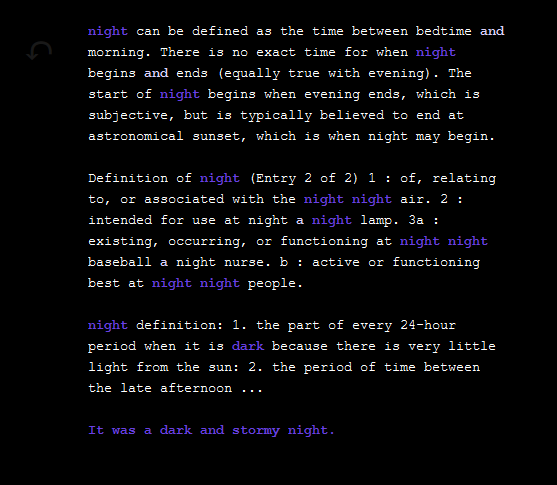 night can be defined as the time between bedtime and
morning. There is no exact time for when night
begins and ends (equally true with evening). The
start of night begins when evening ends, which is
subjective, but is typically believed to end at
astronomical sunset, which is when night may begin.
Definition of night (Entry 2 of 2) 1 : of, relating
to, or associated with the night night air. 2 :
intended for use at night a night lamp. 3a :
existing, occurring, or functioning at night night
baseball a night nurse. b : active or functioning
best at night night people.
night definition: 1. the part of every 24-hour
period when it is dark because there is very little
light from the sun: 2. the period of time between
the late afternoon ...
It was a dark and stormy night.